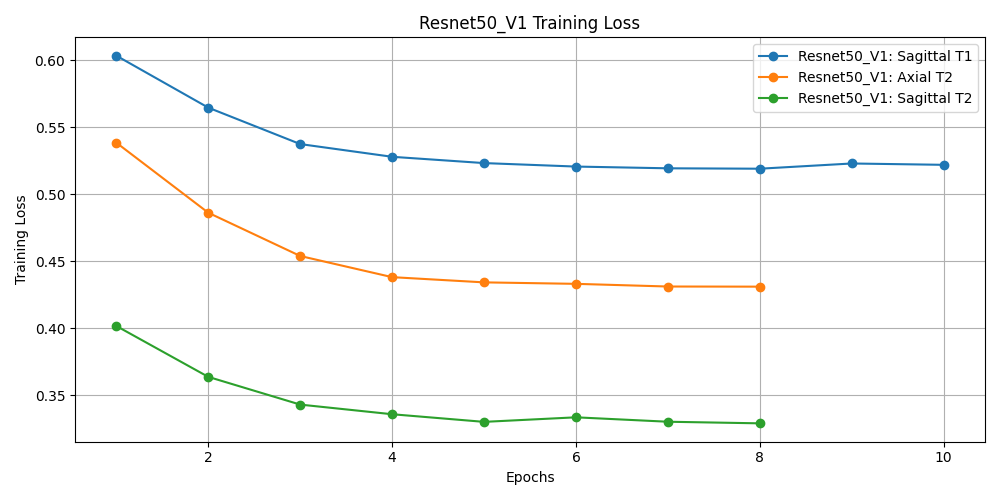 Resnet50_V1 Training Loss
Resnet50_V1: Sagittal T1
Resnet50_V1: Axial T2
Resnet50_V1: Sagittal T2
Training Loss
0.60
0.55
0.50
0.45
0.40
0.35
2 4 6 8 10
Epochs